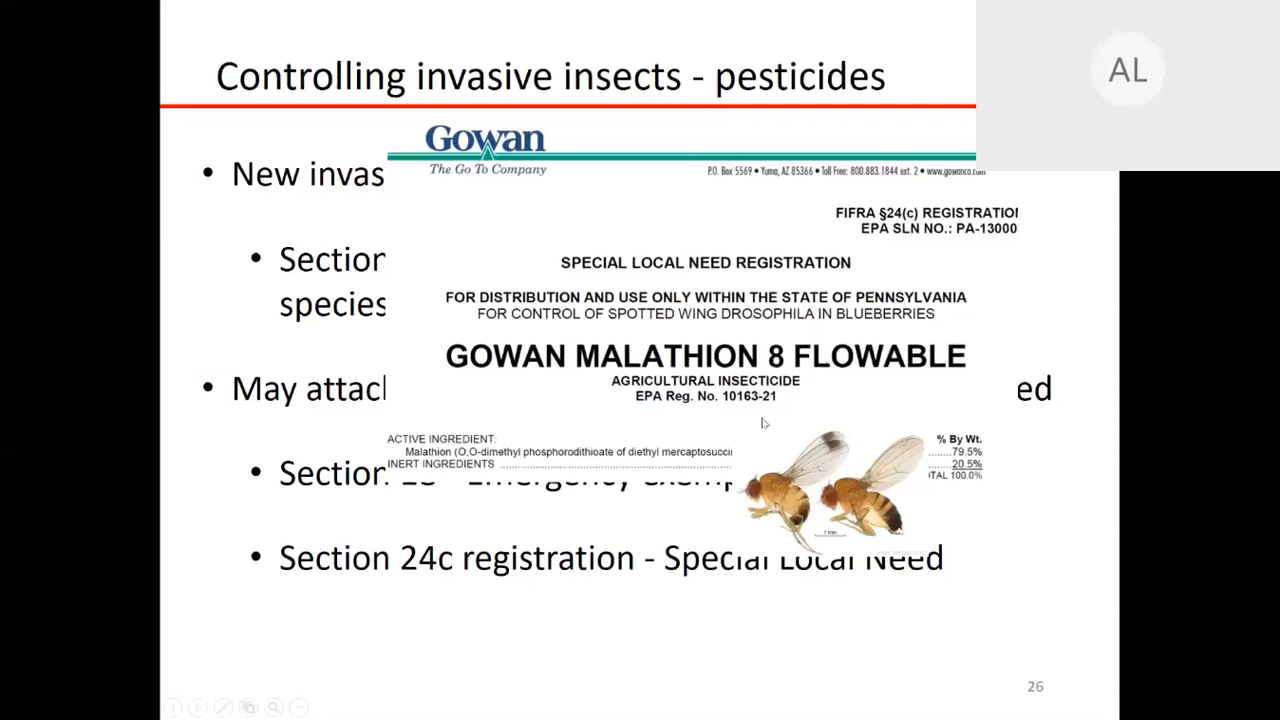 Controlling invasive insects - pesticides
AL
Gowan
The Go To Company
P.O. Box 5569 • Yuma, AZ 85366 • Toll Free: 800.883.1844 ext. 2 • www.gowanco.com
• New invas
FIFRA §24(c) REGISTRATION
EPA SLN NO.: PA-13000
• Section
species
SPECIAL LOCAL NEED REGISTRATION
FOR DISTRIBUTION AND USE ONLY WITHIN THE STATE OF PENNSYLVANIA
FOR CONTROL OF SPOTTED WING DROSOPHILA IN BLUEBERRIES
GOWAN MALATHION 8 FLOWABLE
AGRICULTURAL INSECTICIDE
EPA Reg. No. 10163-21
• May attack
ed
ACTIVE INGREDIENT: % By Wt.
Malathion (O,O-dimethyl phosphorodithioate of diethyl mercaptosuccin ........79.5%
INERT INGREDIENTS ........ 20.5%
TOTAL 100.0%
• Section 18 - Emergency exemp
1 mm
• Section 24c registration - Special Local Need
26